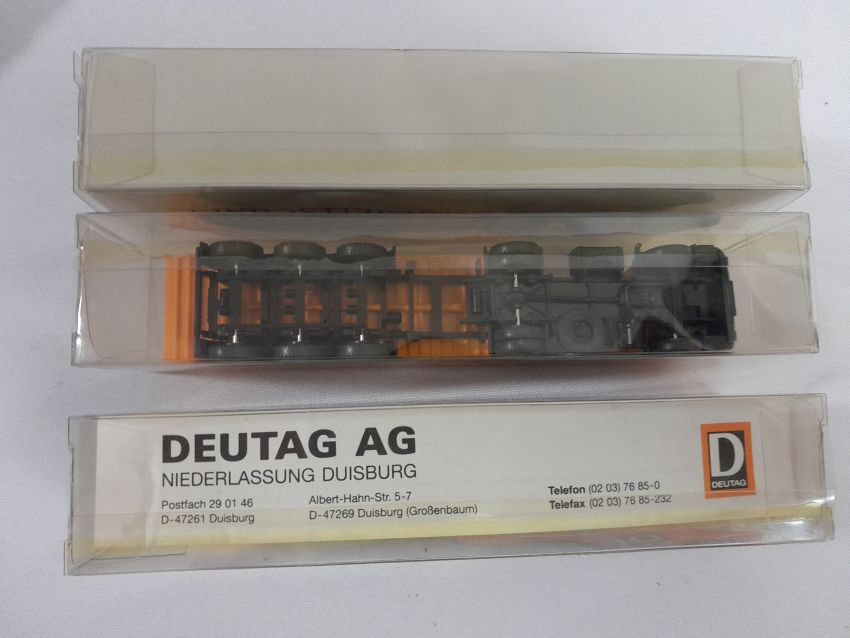 DEUTAG AG
NIEDERLASSUNG DUISBURG
Postfach 29 01 46
D-47261 Duisburg
Albert-Hahn-Str. 5-7
D-47269 Duisburg (Großenbaum)
Telefon (02 03) 76 85-0
Telefax (02 03) 76 85-232
D
DEUTAG